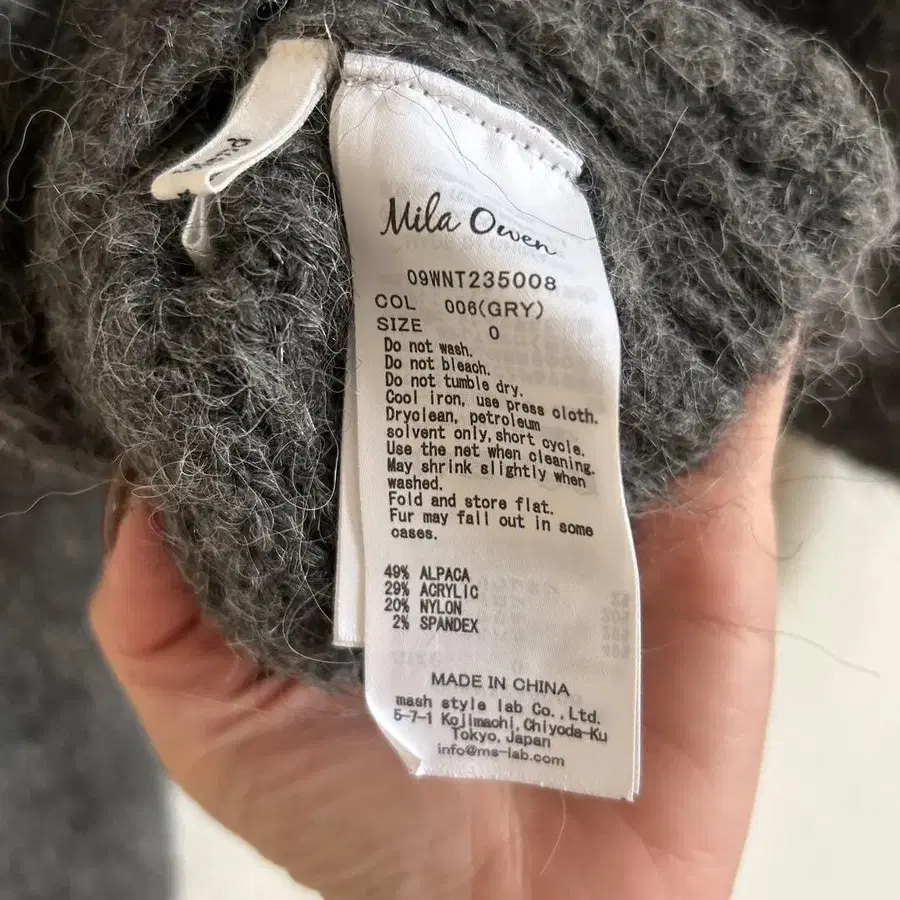 Mila Owen
09WNT235008
COL 006(GRY)
SIZE 0
Do not wash.
Do not bleach.
Do not tumble dry.
Cool iron, use press cloth.
Dryclean, petroleum
solvent only,short cycle.
Use the net when cleaning.
May shrink slightly when
washed.
Fold and store flat.
Fur may fall out in some
cases.
49% ALPACA
29% ACRYLIC
20% NYLON
2% SPANDEX
MADE IN CHINA
mash style lab Co.,Ltd.
5-7-1 Kojimachi,Chiyoda-Ku
Tokyo,Japan
info@ms-lab.com